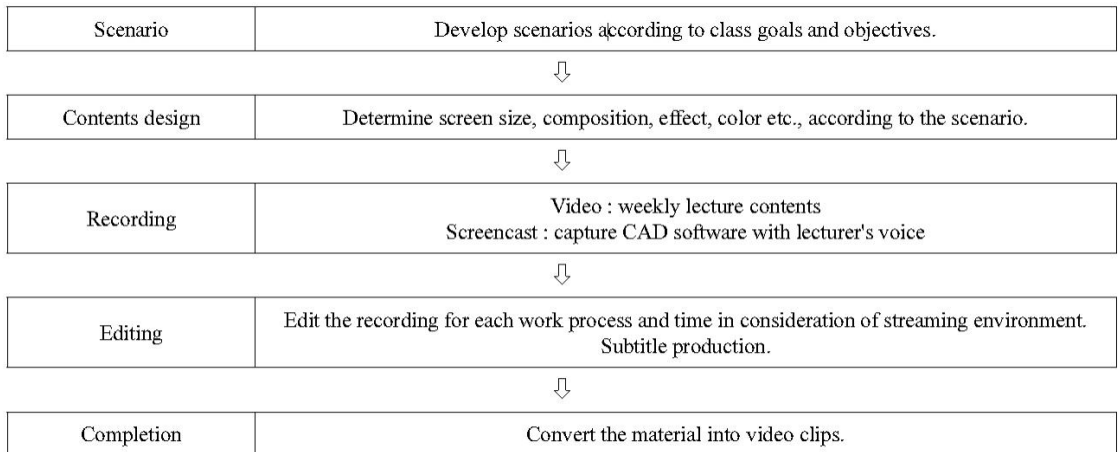 Scenario
Develop scenarios according to class goals and objectives.
Contents design
Determine screen size, composition, effect, color etc., according to the scenario.
Recording
Video : weekly lecture contents
Screencast : capture CAD software with lecturer's voice
Editing
Edit the recording for each work process and time in consideration of streaming environment.
Subtitle production.
Completion
Convert the material into video clips.